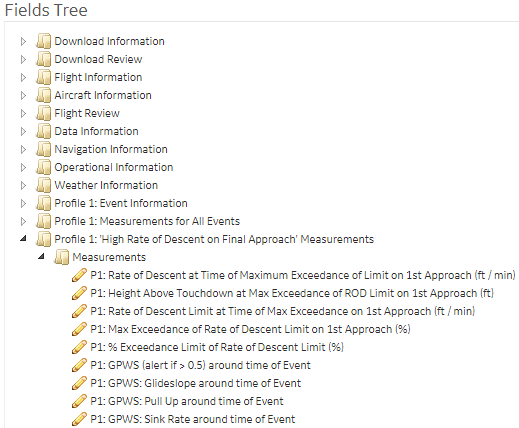 Fields Tree
Download Information
Download Review
Flight Information
Aircraft Information
Flight Review
Data Information
Navigation Information
Operational Information
Weather Information
Profile 1: Event Information
Profile 1: Measurements for All Events
Profile 1: 'High Rate of Descent on Final Approach' Measurements
Measurements
P1: Rate of Descent at Time of Maximum Exceedance of Limit on 1st Approach (ft / min)
P1: Height Above Touchdown at Max Exceedance of ROD Limit on 1st Approach (ft)
P1: Rate of Descent Limit at Time of Max Exceedance on 1st Approach (ft / min)
P1: Max Exceedance of Rate of Descent Limit on 1st Approach (%)
P1: % Exceedance Limit of Rate of Descent Limit (%)
P1: GPWS (alert if > 0.5) around time of Event
P1: GPWS: Glideslope around time of Event
P1: GPWS: Pull Up around time of Event
P1: GPWS: Sink Rate around time of Event